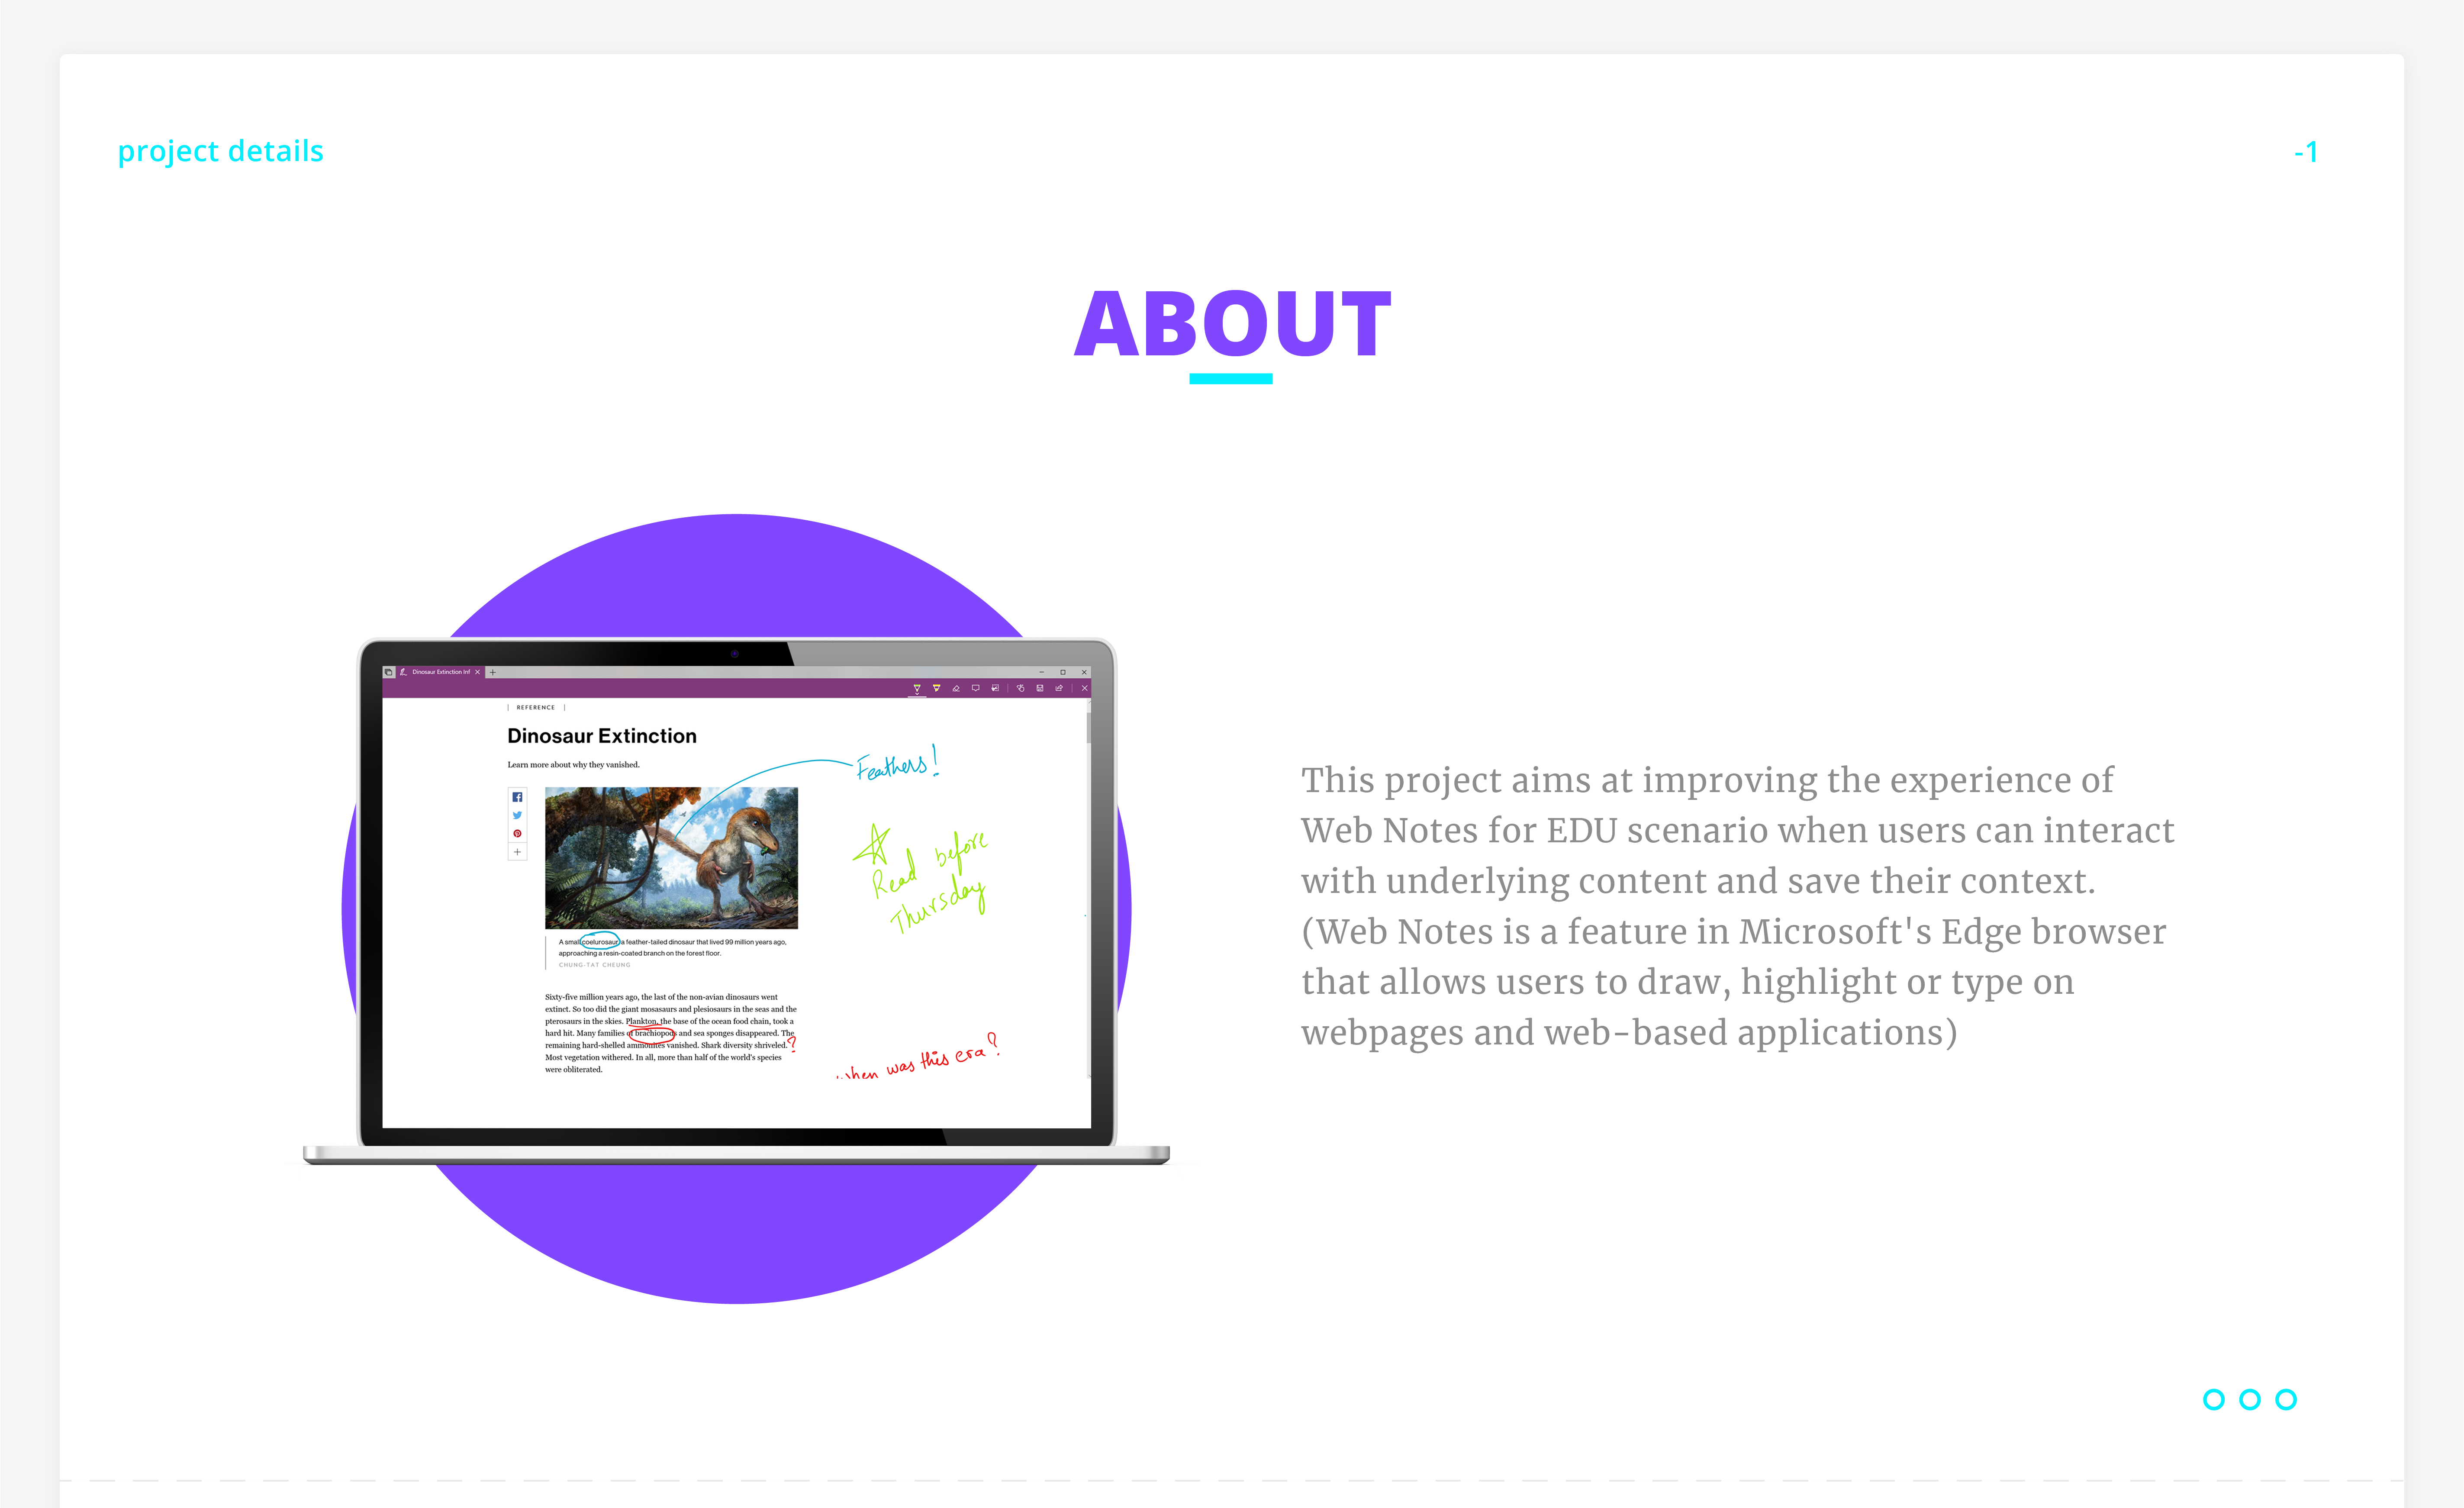 project details
-1
ABOUT
Dinosaur Extinction Inf
REFERENCE
Dinosaur Extinction
Learn more about why they vanished.
Feathers!
Read before
Thursday
A small coelurosaur, a feather-tailed dinosaur that lived 99 million years ago,
approaching a resin-coated branch on the forest floor.
CHUNG-TAT CHEUNG
Sixty-five million years ago, the last of the non-avian dinosaurs went
extinct. So too did the giant mosasaurs and plesiosaurs in the seas and the
pterosaurs in the skies. Plankton, the base of the ocean food chain, took a
hard hit. Many families of brachiopods and sea sponges disappeared. The
remaining hard-shelled ammonites vanished. Shark diversity shriveled.
?
Most vegetation withered. In all, more than half of the world's species
were obliterated.
when was this era?
This project aims at improving the experience of
Web Notes for EDU scenario when users can interact
with underlying content and save their context.
(Web Notes is a feature in Microsoft's Edge browser
that allows users to draw, highlight or type on
webpages and web-based applications)